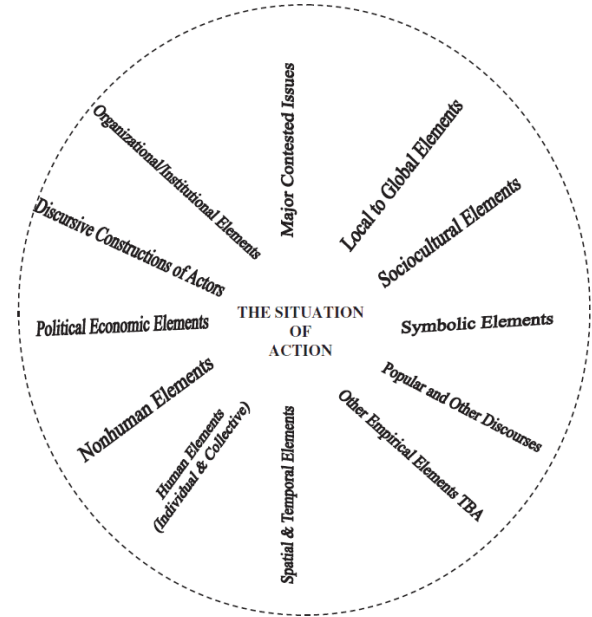 Major Contested Issues
Local to Global Elements
Sociocultural Elements
Symbolic Elements
Popular and Other Discourses
Other Empirical Elements TBA
Spatial & Temporal Elements
Human Elements
(Individual & Collective)
Nonhuman Elements
Political Economic Elements
'Discursive Constructions of Actors
Organizational/Institutional Elements
THE SITUATION
OF
ACTION